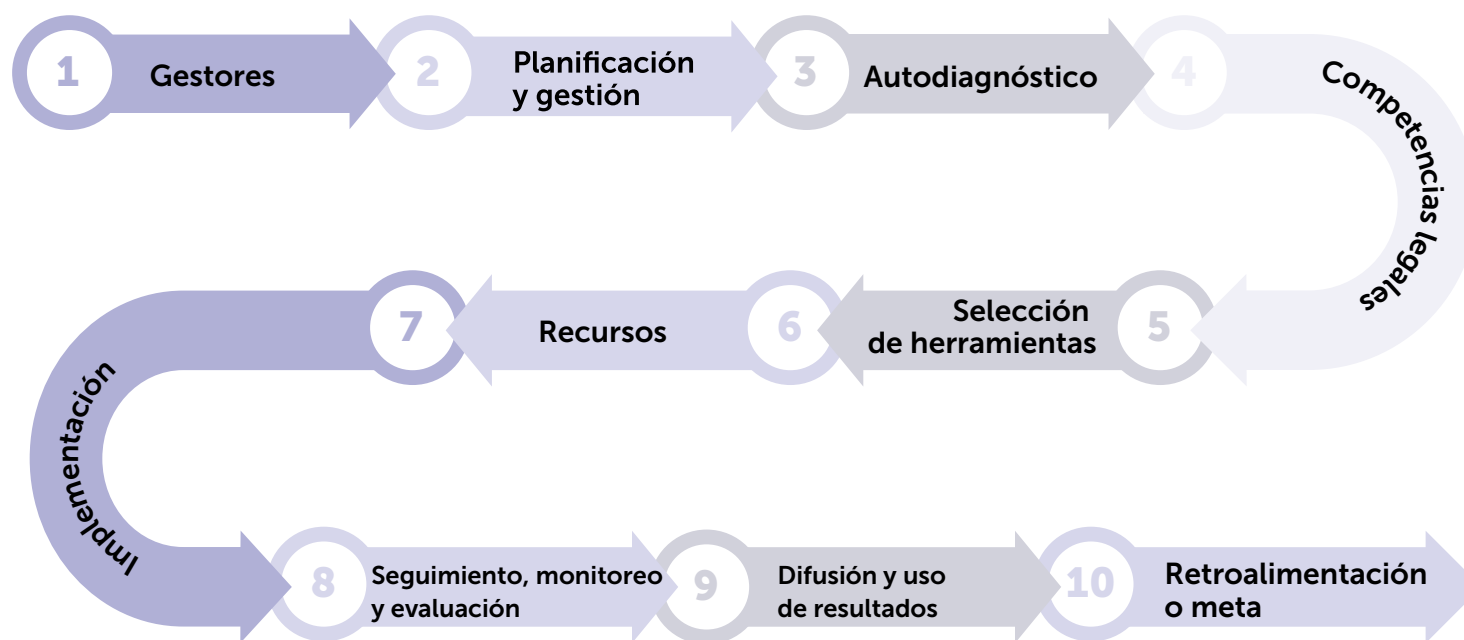 1
Gestores
2
Planificación
y gestión
3
Autodiagnóstico
4
Competencias legales
5
Selección
de herramientas
6
Recursos
7
Implementación
8
Seguimiento, monitoreo
y evaluación
9
Difusión y uso
de resultados
10
Retroalimentación
o meta